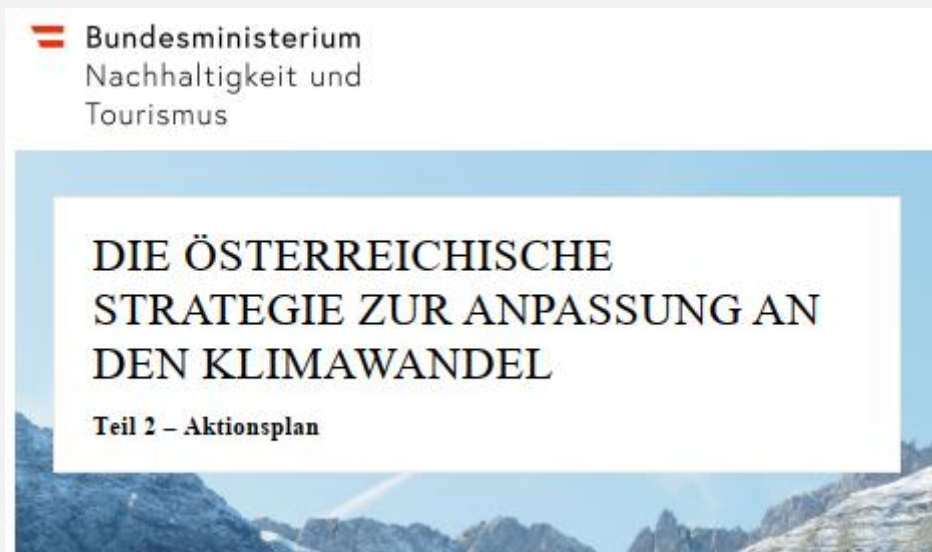 Bundesministerium
Nachhaltigkeit und
Tourismus
DIE ÖSTERREICHISCHE
STRATEGIE ZUR ANPASSUNG AN
DEN KLIMAWANDEL
Teil 2 – Aktionsplan